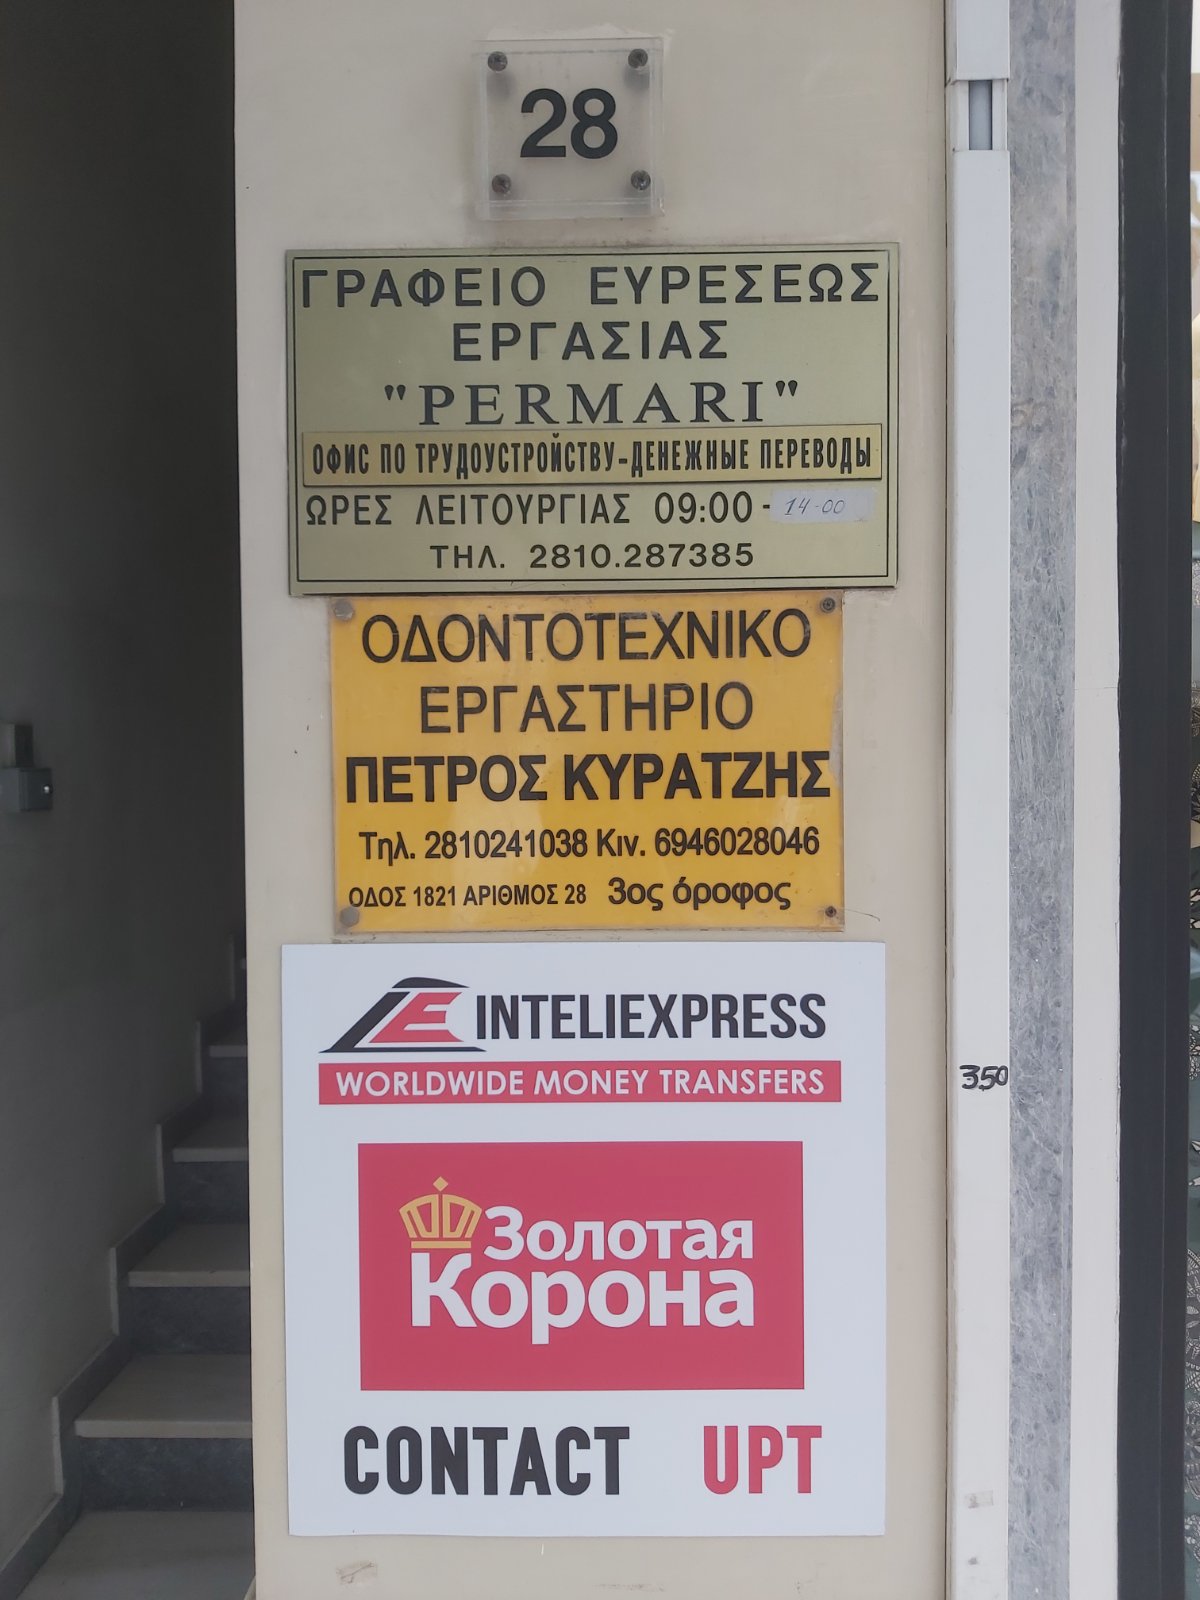 28
ΓΡΑΦΕΙΟ ΕΥΡΕΣΕΩΣ
ΕΡΓΑΣΙΑΣ
"PERMARI"
ОФИС ПО ТРУДОУСТРОЙСТВУ-ДЕНЕЖНЫЕ ПЕРЕВОДЫ
ΩΡΕΣ ΛΕΙΤΟΥΡΓΙΑΣ 09:00 - 14-00
ΤΗΛ. 2810.287385
ΟΔΟΝΤΟΤΕΧΝΙΚΟ
ΕΡΓΑΣΤΗΡΙΟ
ΠΕΤΡΟΣ ΚΥΡΑΤΖΗΣ
Τηλ. 2810241038 Κιν. 6946028046
ΟΔΟΣ 1821 ΑΡΙΘΜΟΣ 28 3ος όροφος
IE INTELIEXPRESS
WORLDWIDE MONEY TRANSFERS
350
Золотая
Корона
CONTACT UPT